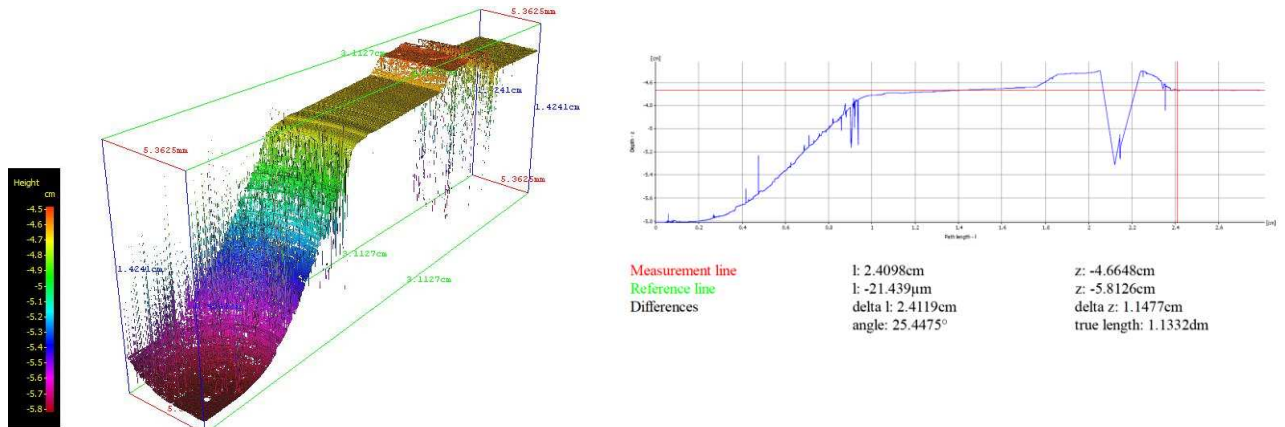 5.3625mm
3.1127cm
1.4241cm
1.4241cm
5.3625mm
5.3625mm
3.1127cm
3.1127cm
1.4241cm
Height
cm
-4.5
-4.6
-4.7
-4.8
-4.9
-5
-5.1
-5.2
-5.3
-5.4
-5.5
-5.6
-5.7
-5.8
[cm]
-4.6
-4.8
-5
-5.2
-5.4
-5.6
-5.8
Depth - z
0 0.2 0.4 0.6 0.8 1 1.2 1.4 1.6 1.8 2 2.2 2.4 2.6 [cm]
Path length - l
Measurement line l: 2.4098cm z: -4.6648cm
Reference line l: -21.439µm z: -5.8126cm
Differences delta l: 2.4119cm delta z: 1.1477cm
angle: 25.4475° true length: 1.1332dm